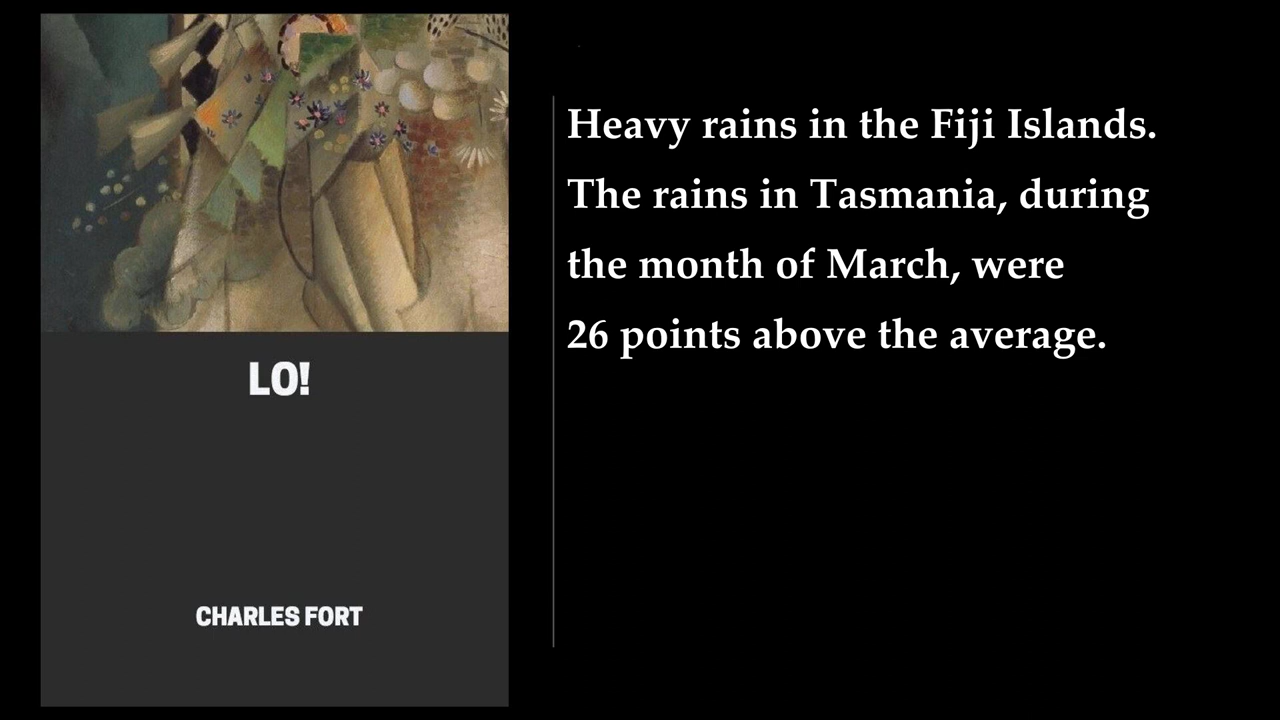 LO!
CHARLES FORT
Heavy rains in the Fiji Islands.
The rains in Tasmania, during
the month of March, were
26 points above the average.